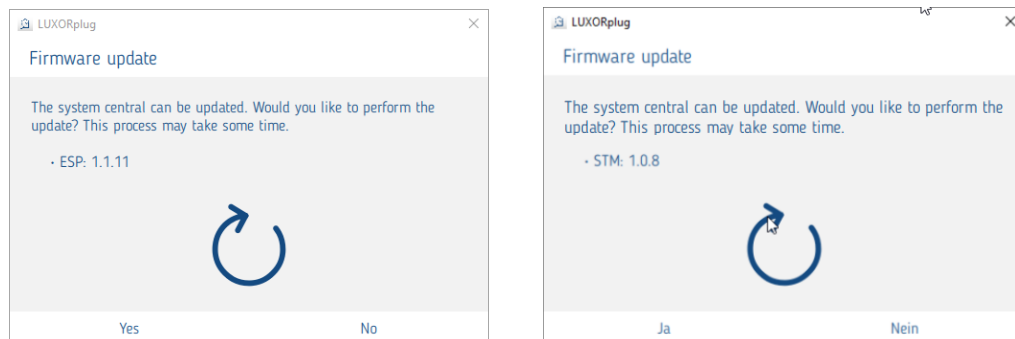 LUXORplug
Firmware update
The system central can be updated. Would you like to perform the
update? This process may take some time.
· ESP: 1.1.11
Yes No
LUXORplug
Firmware update
The system central can be updated. Would you like to perform the
update? This process may take some time.
· STM: 1.0.8
Ja Nein